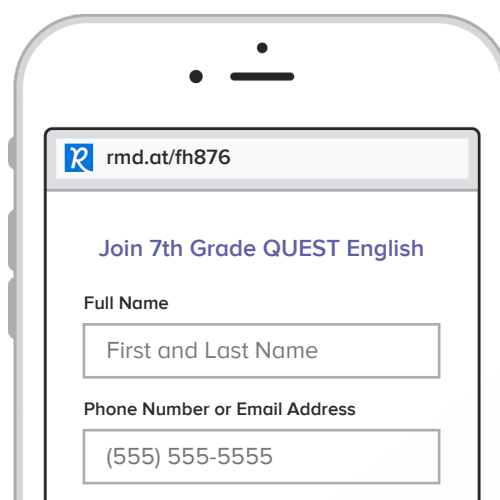 rmd.at/fh876
Join 7th Grade QUEST English
Full Name
First and Last Name
Phone Number or Email Address
(555) 555-5555